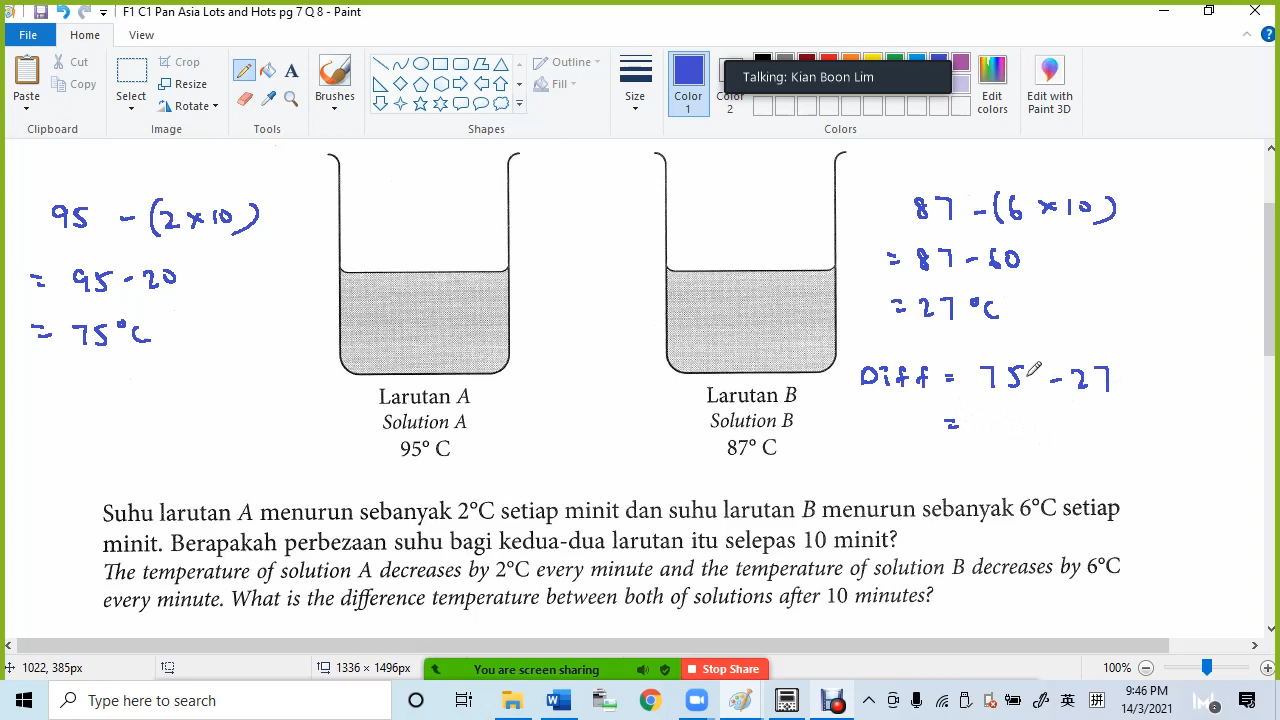 F1 C1 Pan Asia Lots and Hots pg 7 Q 8 - Paint
File Home View
Paste
Cut
Copy
Clipboard
Select
Crop
Resize
Rotate
Image
A
Tools
Brushes
Shapes
Outline
Fill
Size
Color 1
Color 2
Talking: Kian Boon Lim
Colors
Edit colors
Edit with Paint 3D
95 - (2 × 10)
= 95 - 20
= 75°C
87 - (6 × 10)
= 87 - 60
= 27°C
Diff = 75 - 27
=
Larutan A
Solution A
95° C
Larutan B
Solution B
87° C
Suhu larutan A menurun sebanyak 2°C setiap minit dan suhu larutan B menurun sebanyak 6°C setiap
minit. Berapakah perbezaan suhu bagi kedua-dua larutan itu selepas 10 minit?
The temperature of solution A decreases by 2°C every minute and the temperature of solution B decreases by 6°C
every minute. What is the difference temperature between both of solutions after 10 minutes?
1022, 385px
1336 × 1496px
You are screen sharing
Stop Share
100%
Type here to search
英
拼
9:46 PM
14/3/2021